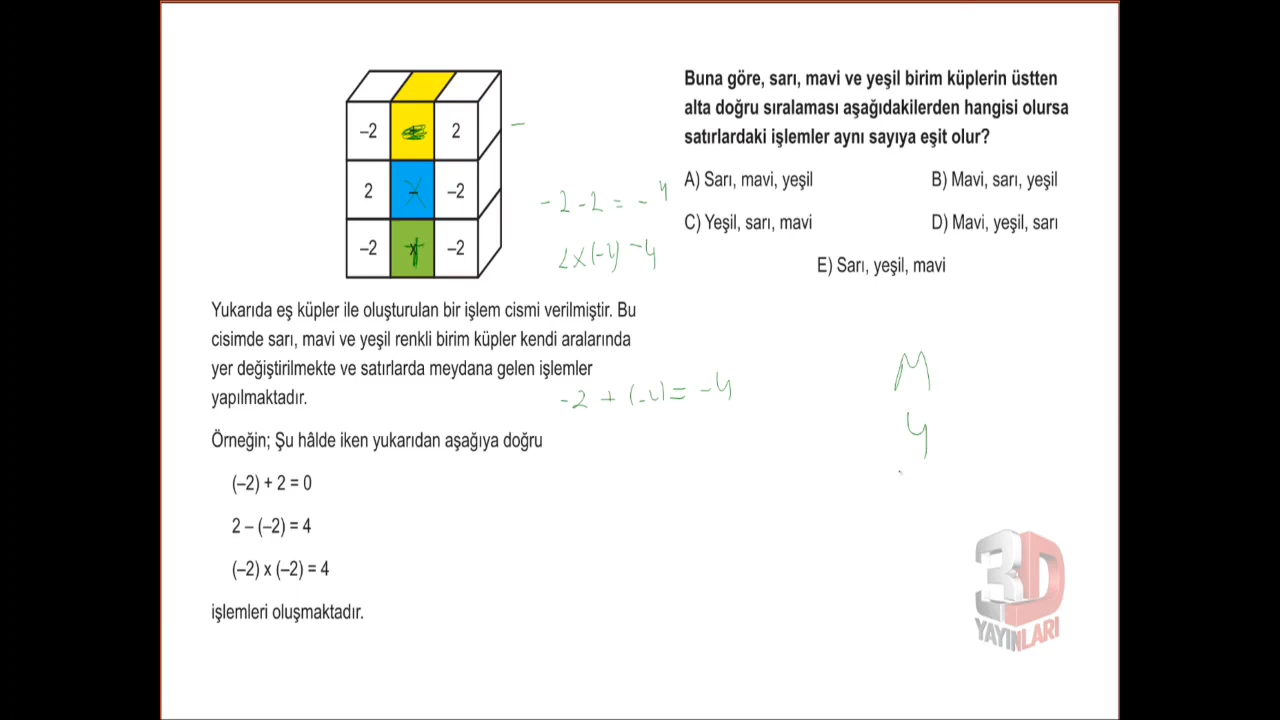 -2
2
2
-
-2
-2
+
-2
Yukarıda eş küpler ile oluşturulan bir işlem cismi verilmiştir. Bu
cisimde sarı, mavi ve yeşil renkli birim küpler kendi aralarında
yer değiştirilmekte ve satırlarda meydana gelen işlemler
yapılmaktadır.
Örneğin; Şu hâlde iken yukarıdan aşağıya doğru
(–2) + 2 = 0
2 – (–2) = 4
(–2) x (–2) = 4
işlemleri oluşmaktadır.
-
-2 -2 = -4
2x(-2) -4
-2 + (-2) = -4
Buna göre, sarı, mavi ve yeşil birim küplerin üstten
alta doğru sıralaması aşağıdakilerden hangisi olursa
satırlardaki işlemler aynı sayıya eşit olur?
A) Sarı, mavi, yeşil
B) Mavi, sarı, yeşil
C) Yeşil, sarı, mavi
D) Mavi, yeşil, sarı
E) Sarı, yeşil, mavi
M
Y
3D
YAYINLARI